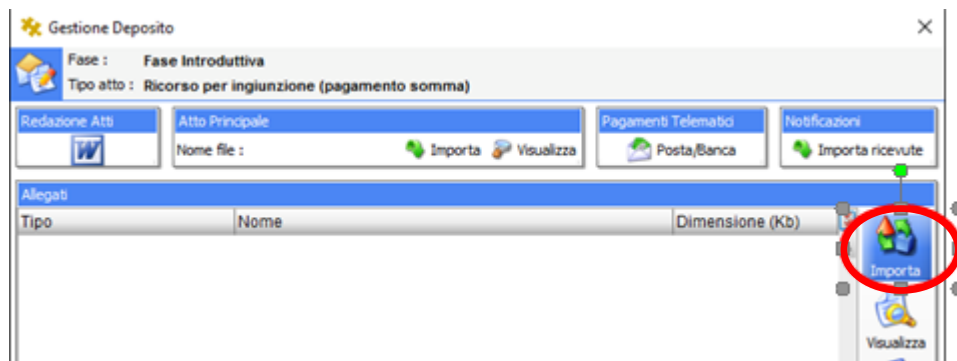 Gestione Deposito
Fase : Fase Introduttiva
Tipo atto : Ricorso per ingiunzione (pagamento somma)
Redazione Atti Atto Principale Pagamenti Telematici Notificazioni
Nome file : Importa Visualizza Posta/Banca Importa ricevute
Allegati
Tipo Nome Dimensione (Kb)
Importa
Visualizza